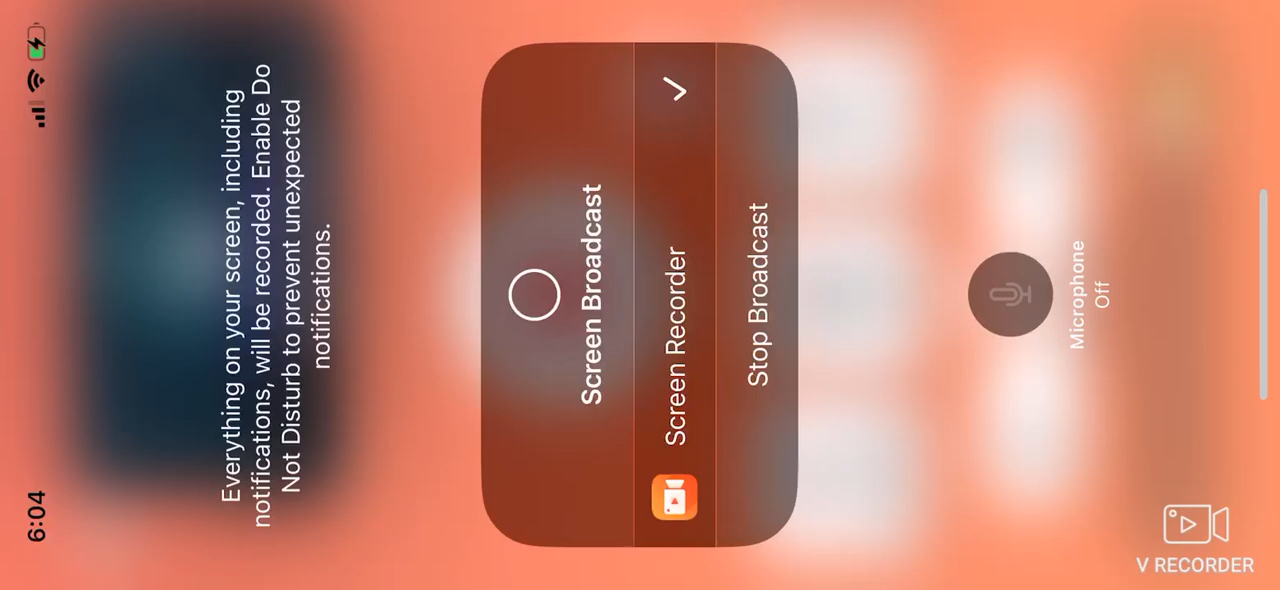 6:04
Everything on your screen, including
notifications, will be recorded. Enable Do
Not Disturb to prevent unexpected
notifications.
Screen Broadcast
Screen Recorder
Stop Broadcast
Microphone
Off
V RECORDER